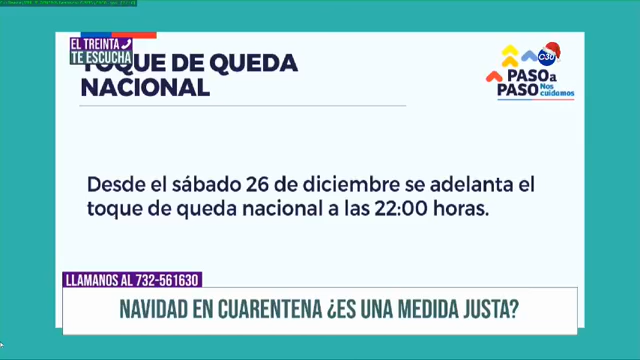 EL TREINTA
TE ESCUCHA
TOQUE DE QUEDA
NACIONAL
C30
PASO a
PASO Nos
cuidamos
Desde el sábado 26 de diciembre se adelanta el
toque de queda nacional a las 22:00 horas.
LLAMANOS AL 732-561630
NAVIDAD EN CUARENTENA ¿ES UNA MEDIDA JUSTA?